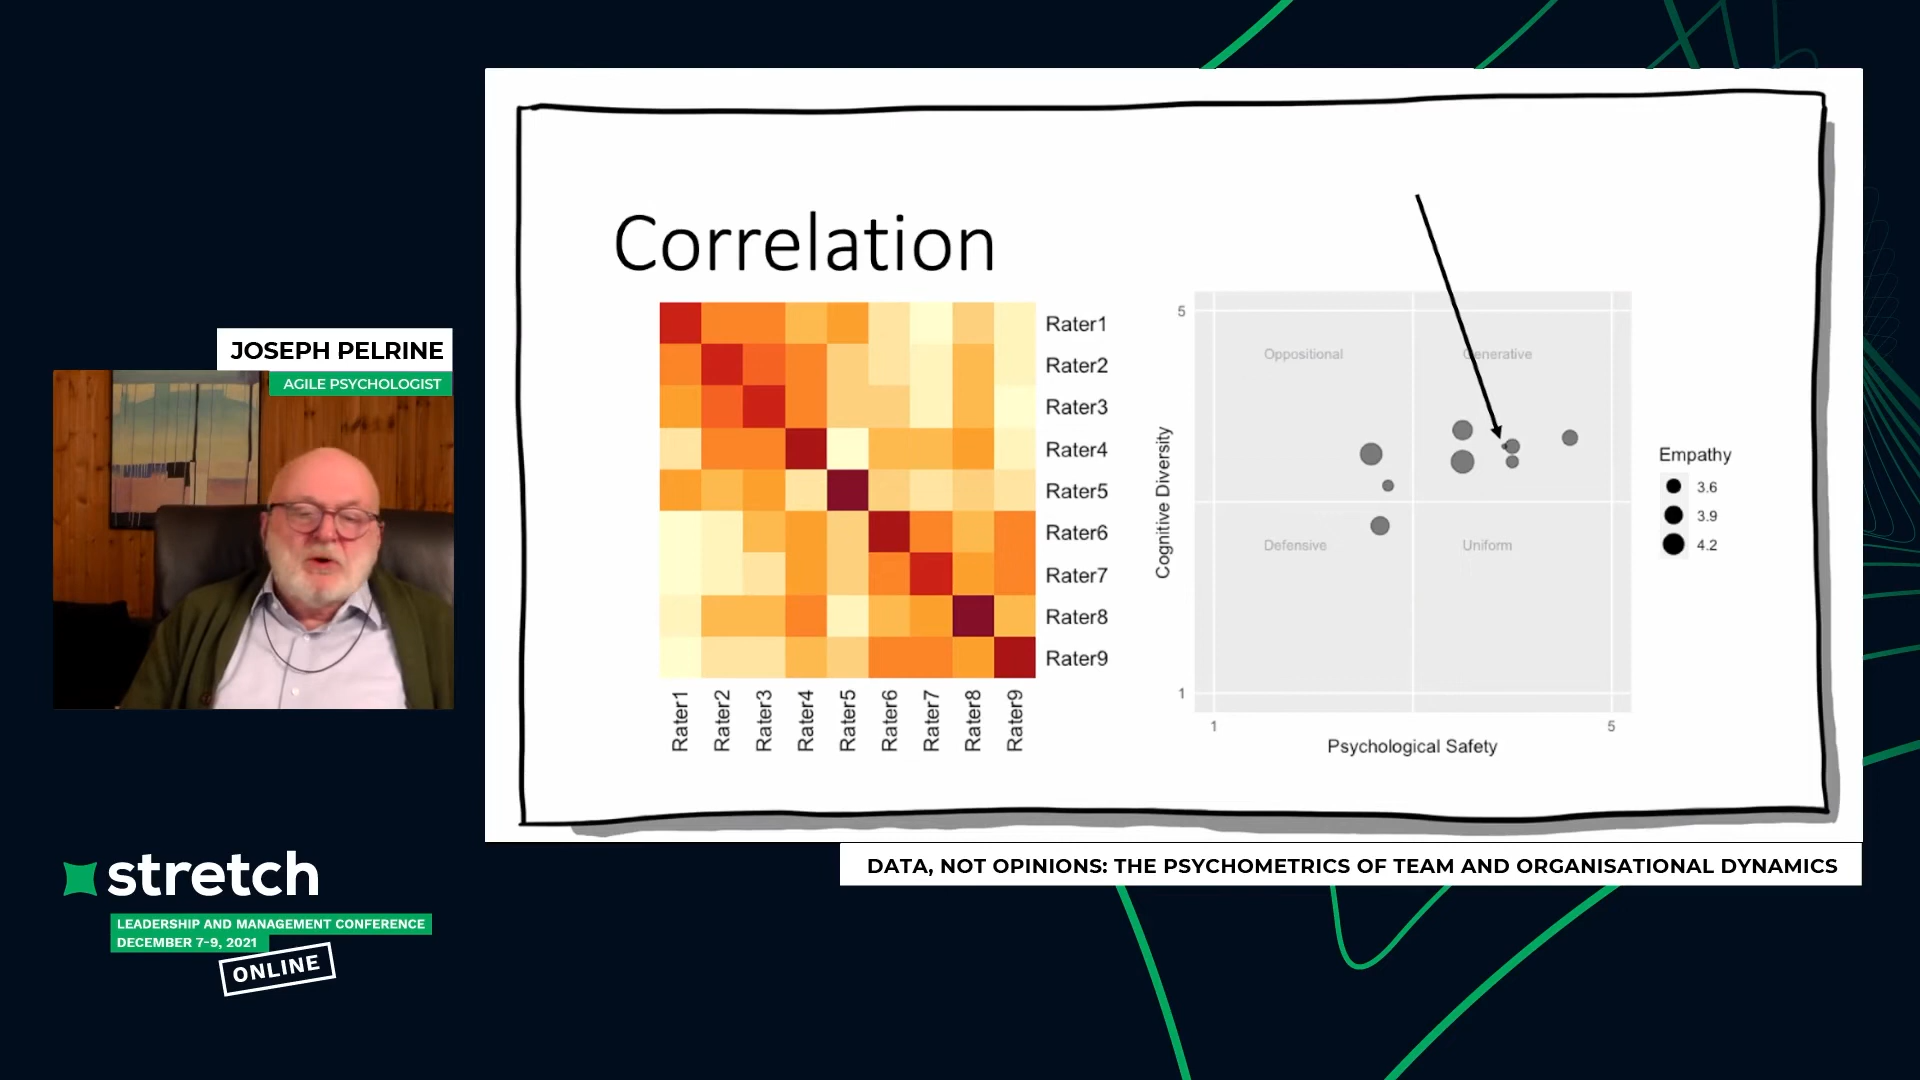 JOSEPH PELRINE
AGILE PSYCHOLOGIST
stretch
LEADERSHIP AND MANAGEMENT CONFERENCE
DECEMBER 7-9, 2021
ONLINE
Correlation
Rater1
Rater2
Rater3
Rater4
Rater5
Rater6
Rater7
Rater8
Rater9
Rater1
Rater2
Rater3
Rater4
Rater5
Rater6
Rater7
Rater8
Rater9
5
Cognitive Diversity
1
Oppositional
Generative
Defensive
Uniform
1
5
Psychological Safety
Empathy
3.6
3.9
4.2
DATA, NOT OPINIONS: THE PSYCHOMETRICS OF TEAM AND ORGANISATIONAL DYNAMICS